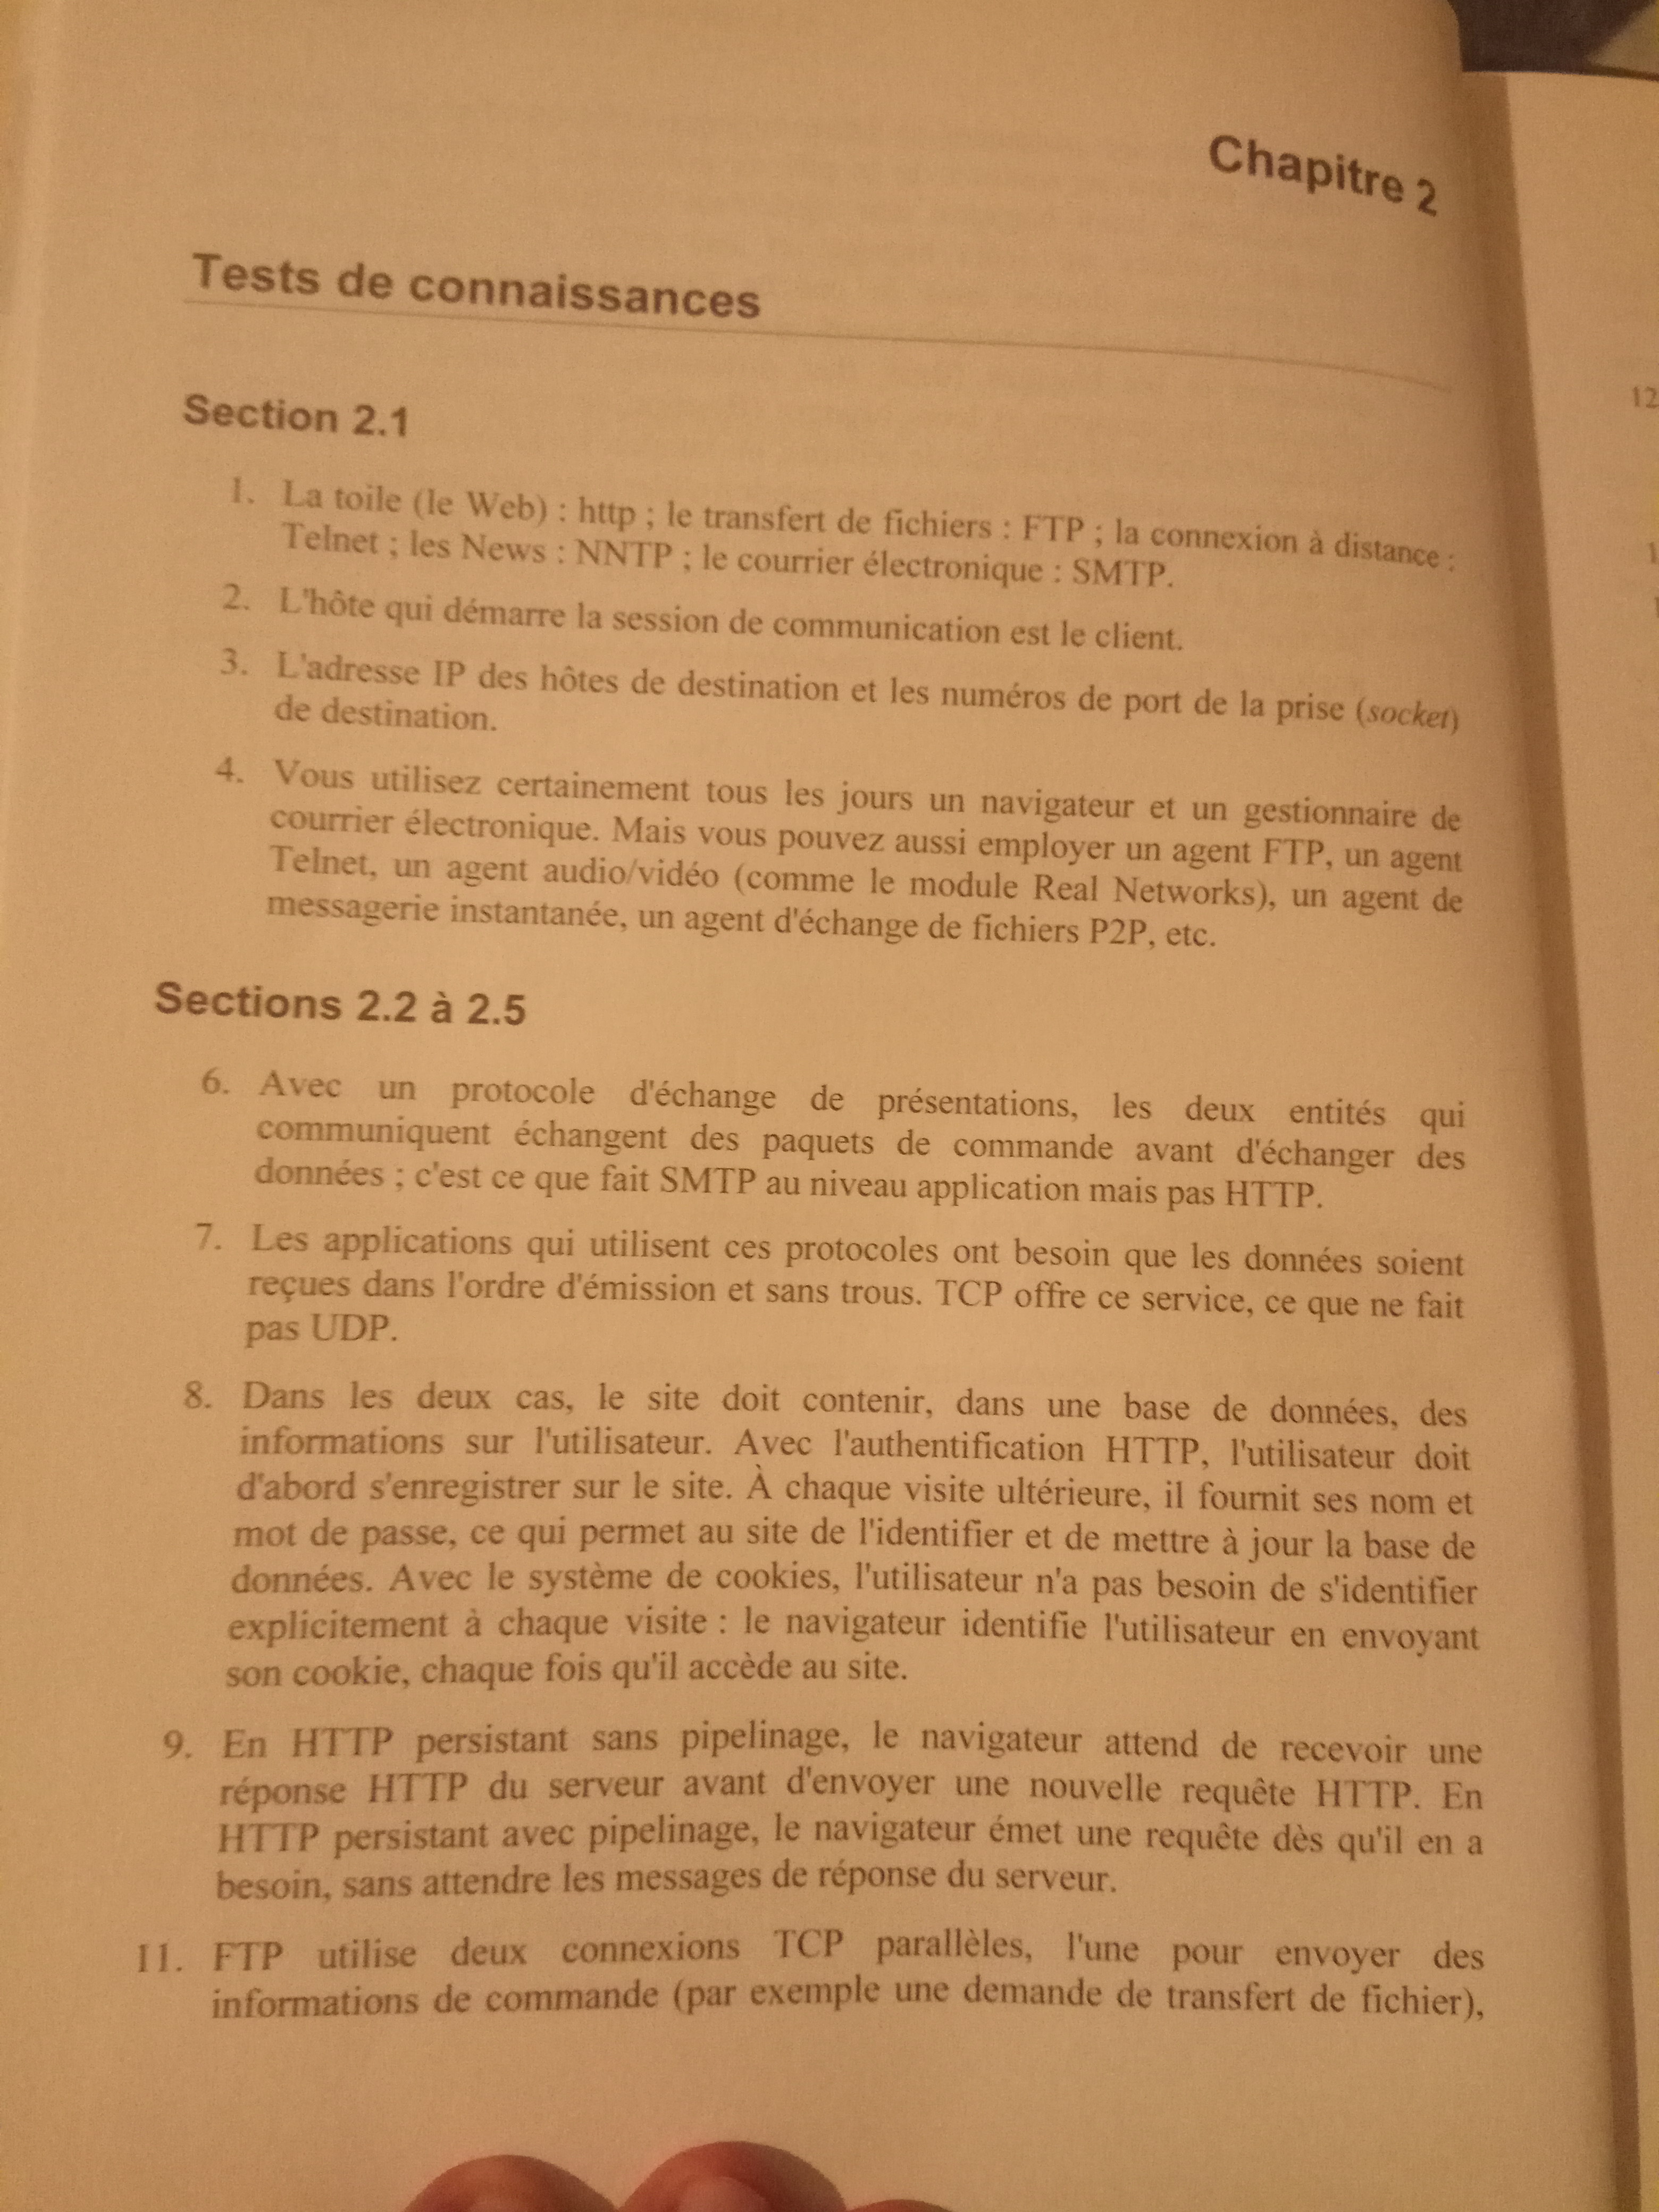 Chapitre 2
Tests de connaissances
Section 2.1
1. La toile (le Web) : http ; le transfert de fichiers : FTP ; la connexion à distance :
Telnet ; les News : NNTP ; le courrier électronique : SMTP.
2. L'hôte qui démarre la session de communication est le client.
3. L'adresse IP des hôtes de destination et les numéros de port de la prise (socket)
de destination.
4. Vous utilisez certainement tous les jours un navigateur et un gestionnaire de
courrier électronique. Mais vous pouvez aussi employer un agent FTP, un agent
Telnet, un agent audio/vidéo (comme le module Real Networks), un agent de
messagerie instantanée, un agent d'échange de fichiers P2P, etc.
Sections 2.2 à 2.5
6. Avec un protocole d'échange de présentations, les deux entités qui
communiquent échangent des paquets de commande avant d'échanger des
données ; c'est ce que fait SMTP au niveau application mais pas HTTP.
7. Les applications qui utilisent ces protocoles ont besoin que les données soient
reçues dans l'ordre d'émission et sans trous. TCP offre ce service, ce que ne fait
pas UDP.
8. Dans les deux cas, le site doit contenir, dans une base de données, des
informations sur l'utilisateur. Avec l'authentification HTTP, l'utilisateur doit
d'abord s'enregistrer sur le site. À chaque visite ultérieure, il fournit ses nom et
mot de passe, ce qui permet au site de l'identifier et de mettre à jour la base de
données. Avec le système de cookies, l'utilisateur n'a pas besoin de s'identifier
explicitement à chaque visite : le navigateur identifie l'utilisateur en envoyant
son cookie, chaque fois qu'il accède au site.
9. En HTTP persistant sans pipelinage, le navigateur attend de recevoir une
réponse HTTP du serveur avant d'envoyer une nouvelle requête HTTP. En
HTTP persistant avec pipelinage, le navigateur émet une requête dès qu'il en a
besoin, sans attendre les messages de réponse du serveur.
11. FTP utilise deux connexions TCP parallèles, l'une pour envoyer des
informations de commande (par exemple une demande de transfert de fichier),
12